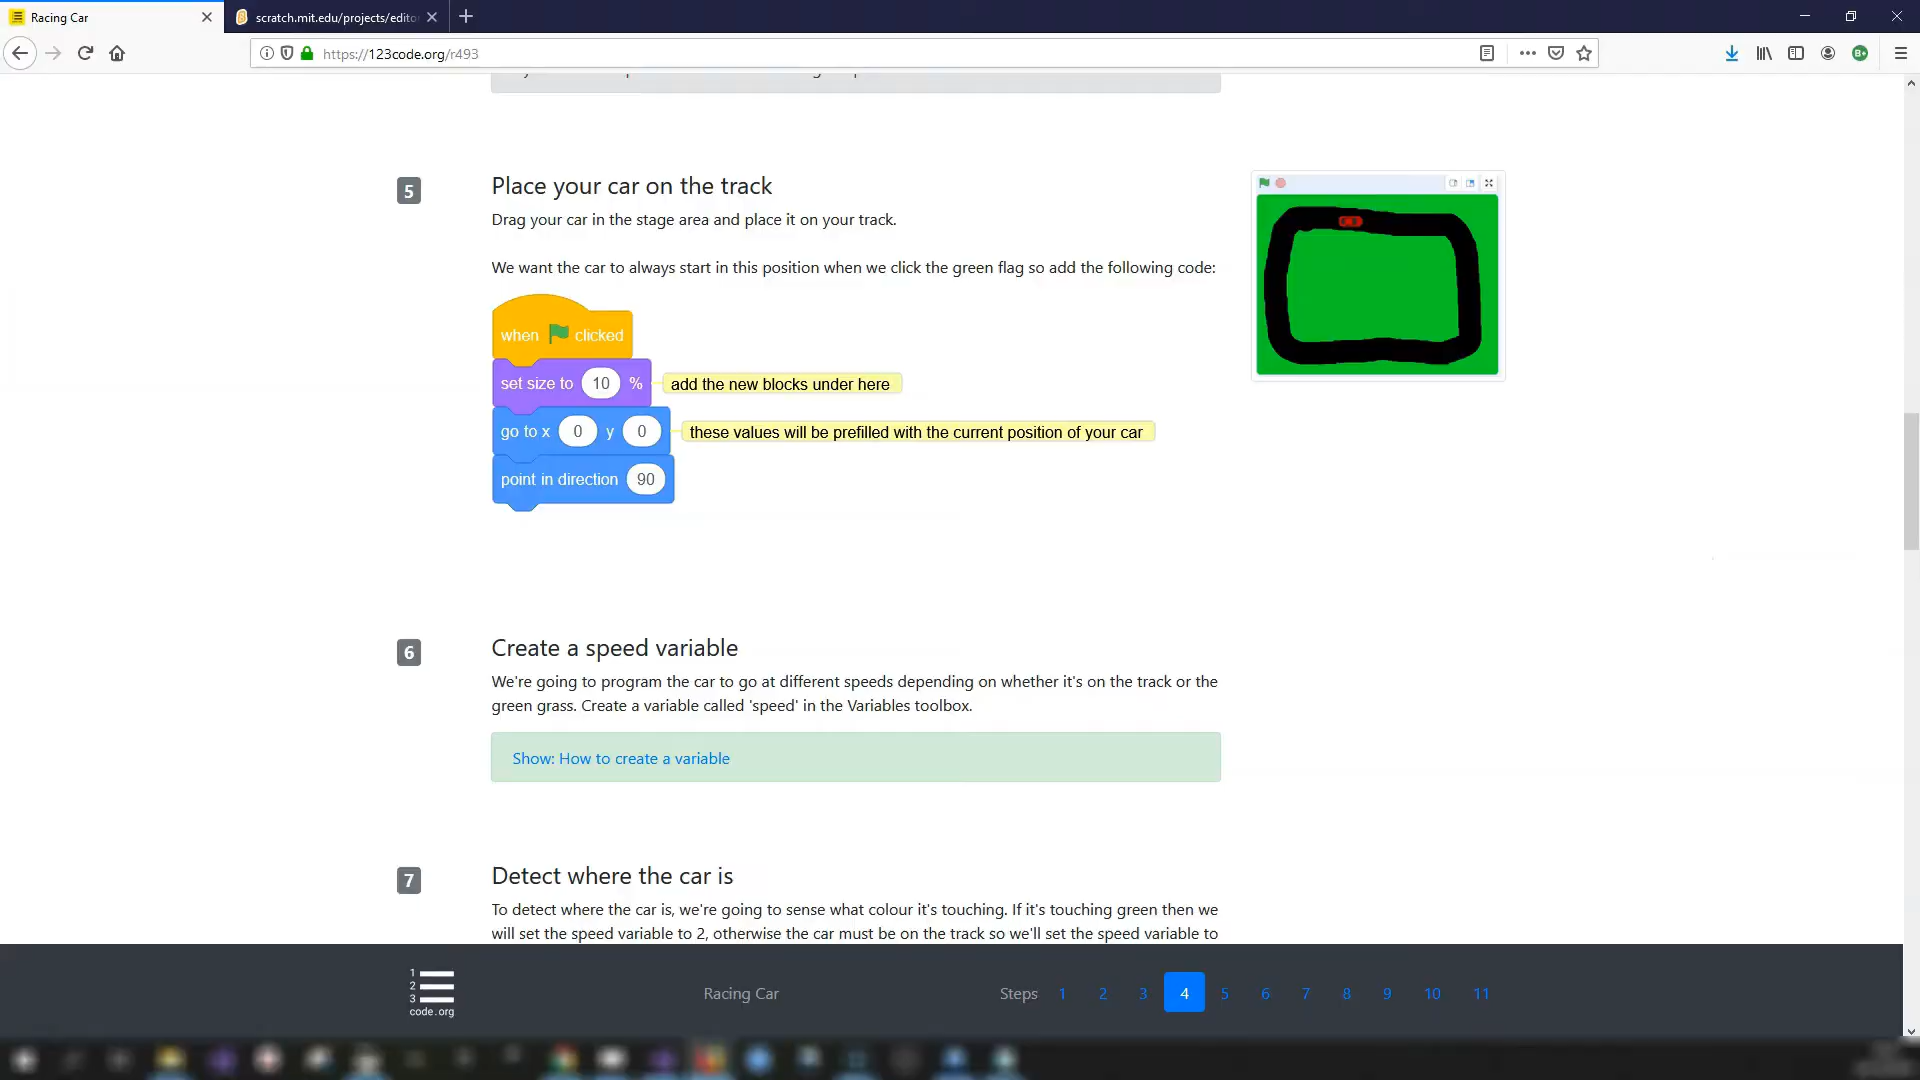 Racing Car
scratch.mit.edu/projects/edito
https://123code.org/r493
B+
5
Place your car on the track
Drag your car in the stage area and place it on your track.
We want the car to always start in this position when we click the green flag so add the following code:
when clicked
set size to 10 % add the new blocks under here
go to x 0 y 0 these values will be prefilled with the current position of your car
point in direction 90
6
Create a speed variable
We're going to program the car to go at different speeds depending on whether it's on the track or the
green grass. Create a variable called 'speed' in the Variables toolbox.
Show: How to create a variable
7
Detect where the car is
To detect where the car is, we're going to sense what colour it's touching. If it's touching green then we
will set the speed variable to 2, otherwise the car must be on the track so we'll set the speed variable to
1
2
3
code.org
Racing Car
Steps 1 2 3 4 5 6 7 8 9 10 11